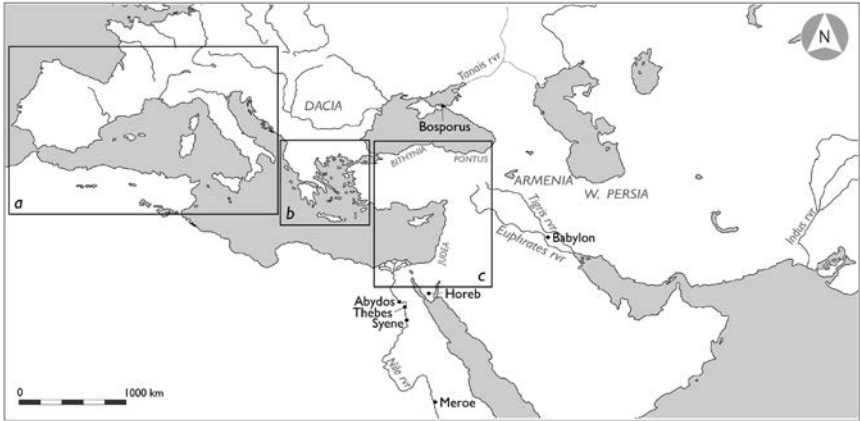 N
Tanais rvr
DACIA
Bosporus
BITHYNIA
PONTUS
ARMENIA
W. PERSIA
a
b
Tigris rvr
Babylon
Euphrates rvr
Indus rvr
JUDEA
c
Horeb
Abydos
Thebes
Syene
Nile rvr
0
1000 km
Meroe